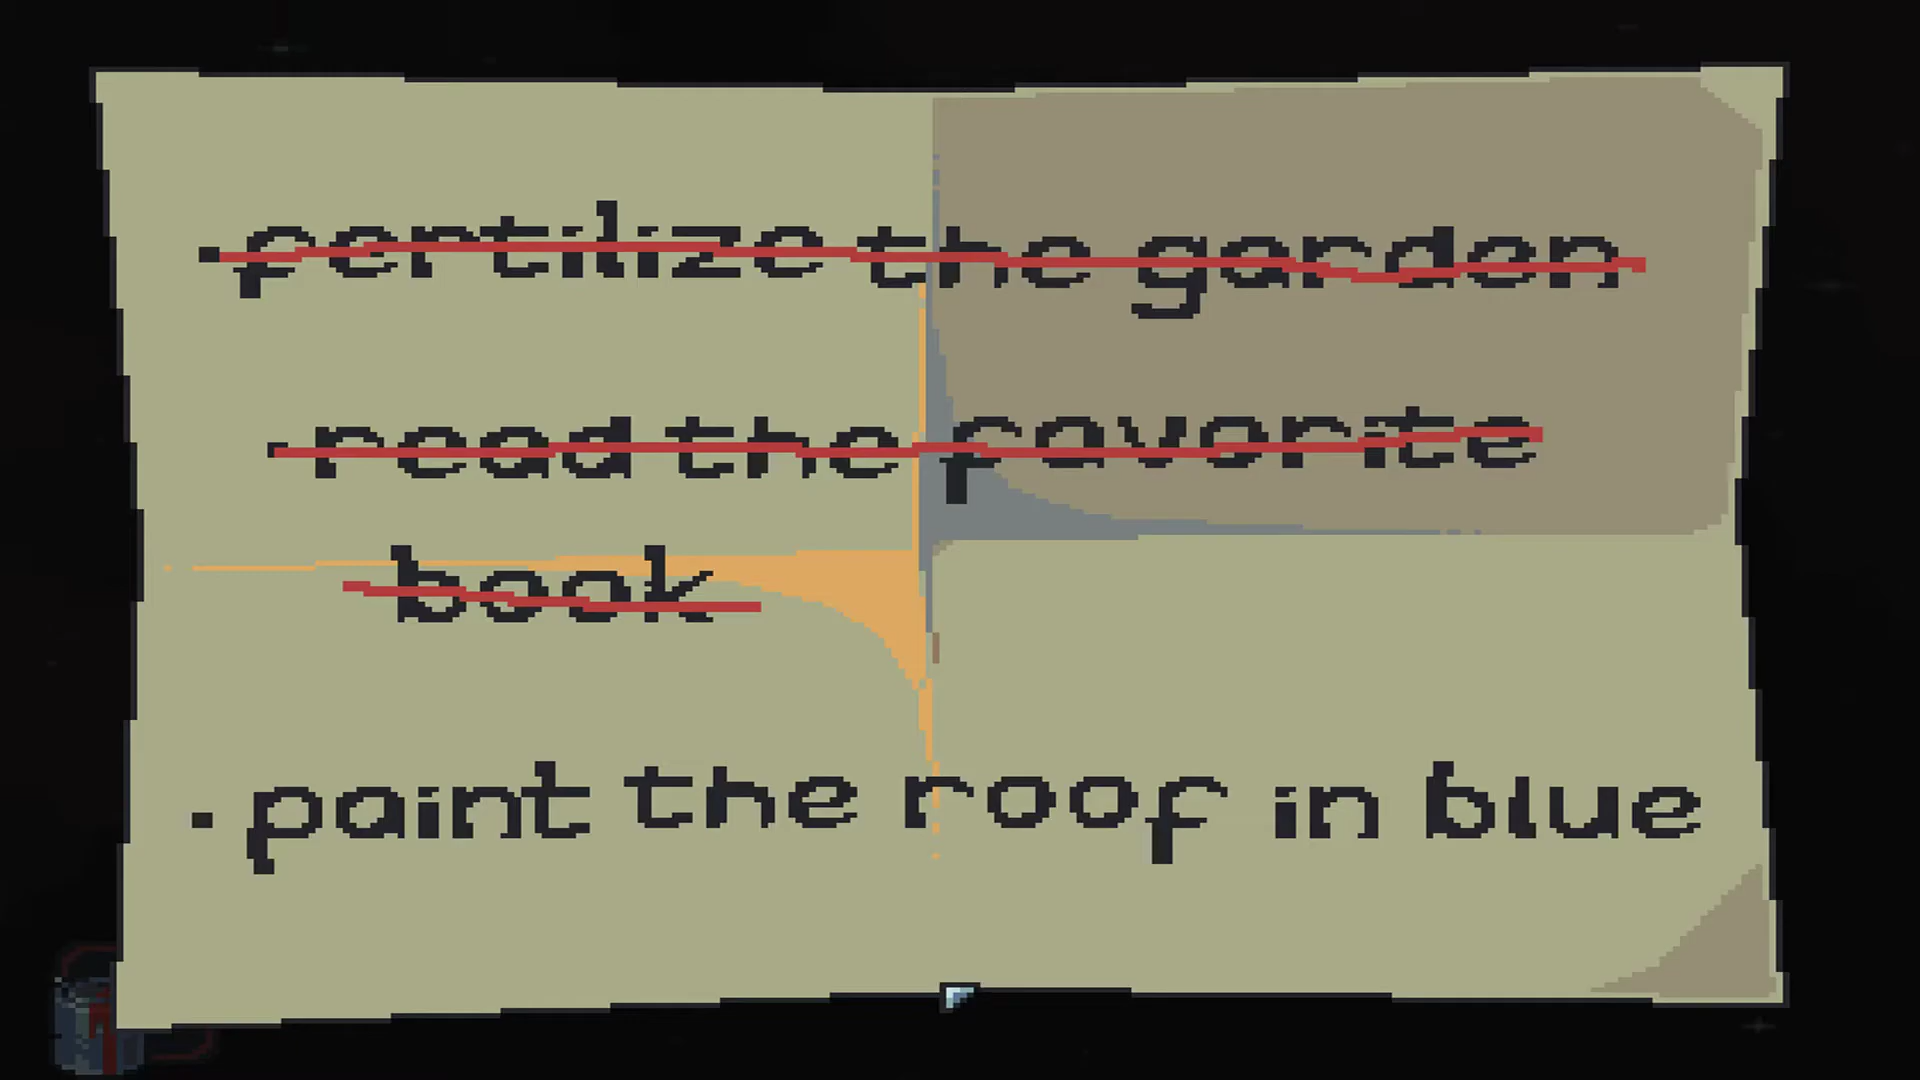 · fertilize the garden
· read the favorite
book
· paint the roof in blue